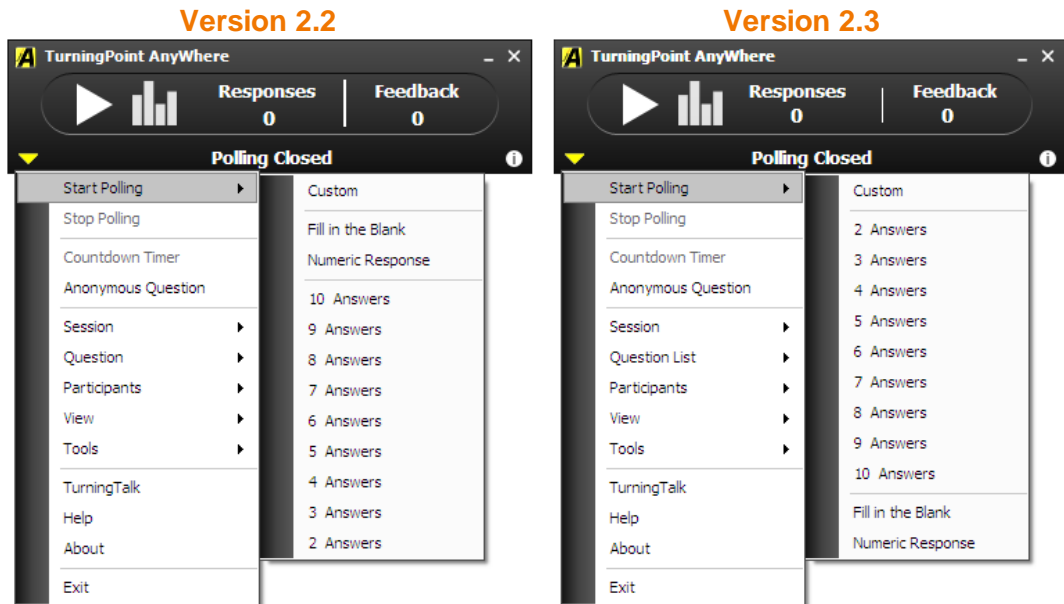 Version 2.2
TurningPoint AnyWhere
Responses
0
Feedback
0
Polling Closed
Start Polling
Stop Polling
Countdown Timer
Anonymous Question
Session
Question
Participants
View
Tools
TurningTalk
Help
About
Exit
Custom
Fill in the Blank
Numeric Response
10 Answers
9 Answers
8 Answers
7 Answers
6 Answers
5 Answers
4 Answers
3 Answers
2 Answers
Version 2.3
TurningPoint AnyWhere
Responses
0
Feedback
0
Polling Closed
Start Polling
Stop Polling
Countdown Timer
Anonymous Question
Session
Question List
Participants
View
Tools
TurningTalk
Help
About
Exit
Custom
2 Answers
3 Answers
4 Answers
5 Answers
6 Answers
7 Answers
8 Answers
9 Answers
10 Answers
Fill in the Blank
Numeric Response